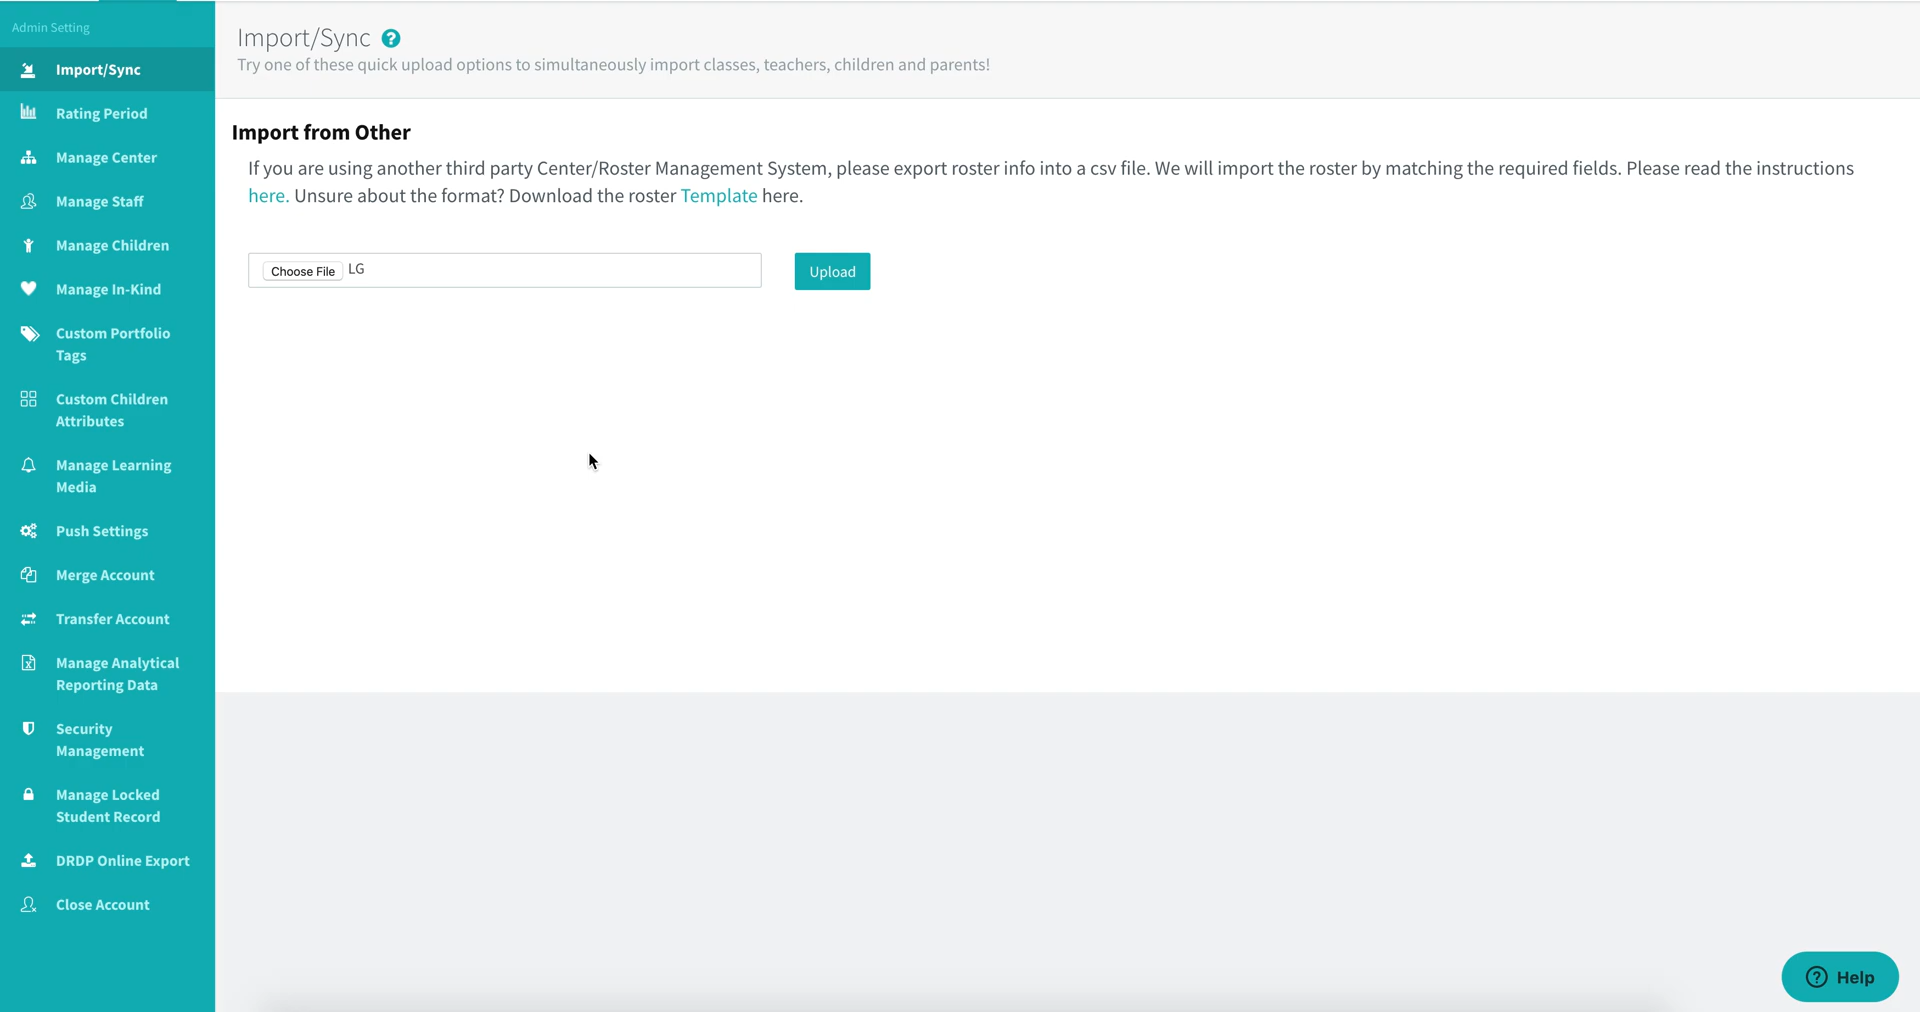 Admin Setting
Import/Sync
Rating Period
Manage Center
Manage Staff
Manage Children
Manage In-Kind
Custom Portfolio
Tags
Custom Children
Attributes
Manage Learning
Media
Push Settings
Merge Account
Transfer Account
Manage Analytical
Reporting Data
Security
Management
Manage Locked
Student Record
DRDP Online Export
Close Account
Import/Sync ?
Try one of these quick upload options to simultaneously import classes, teachers, children and parents!
Import from Other
If you are using another third party Center/Roster Management System, please export roster info into a csv file. We will import the roster by matching the required fields. Please read the instructions
here. Unsure about the format? Download the roster Template here.
Choose File LG
Upload
? Help